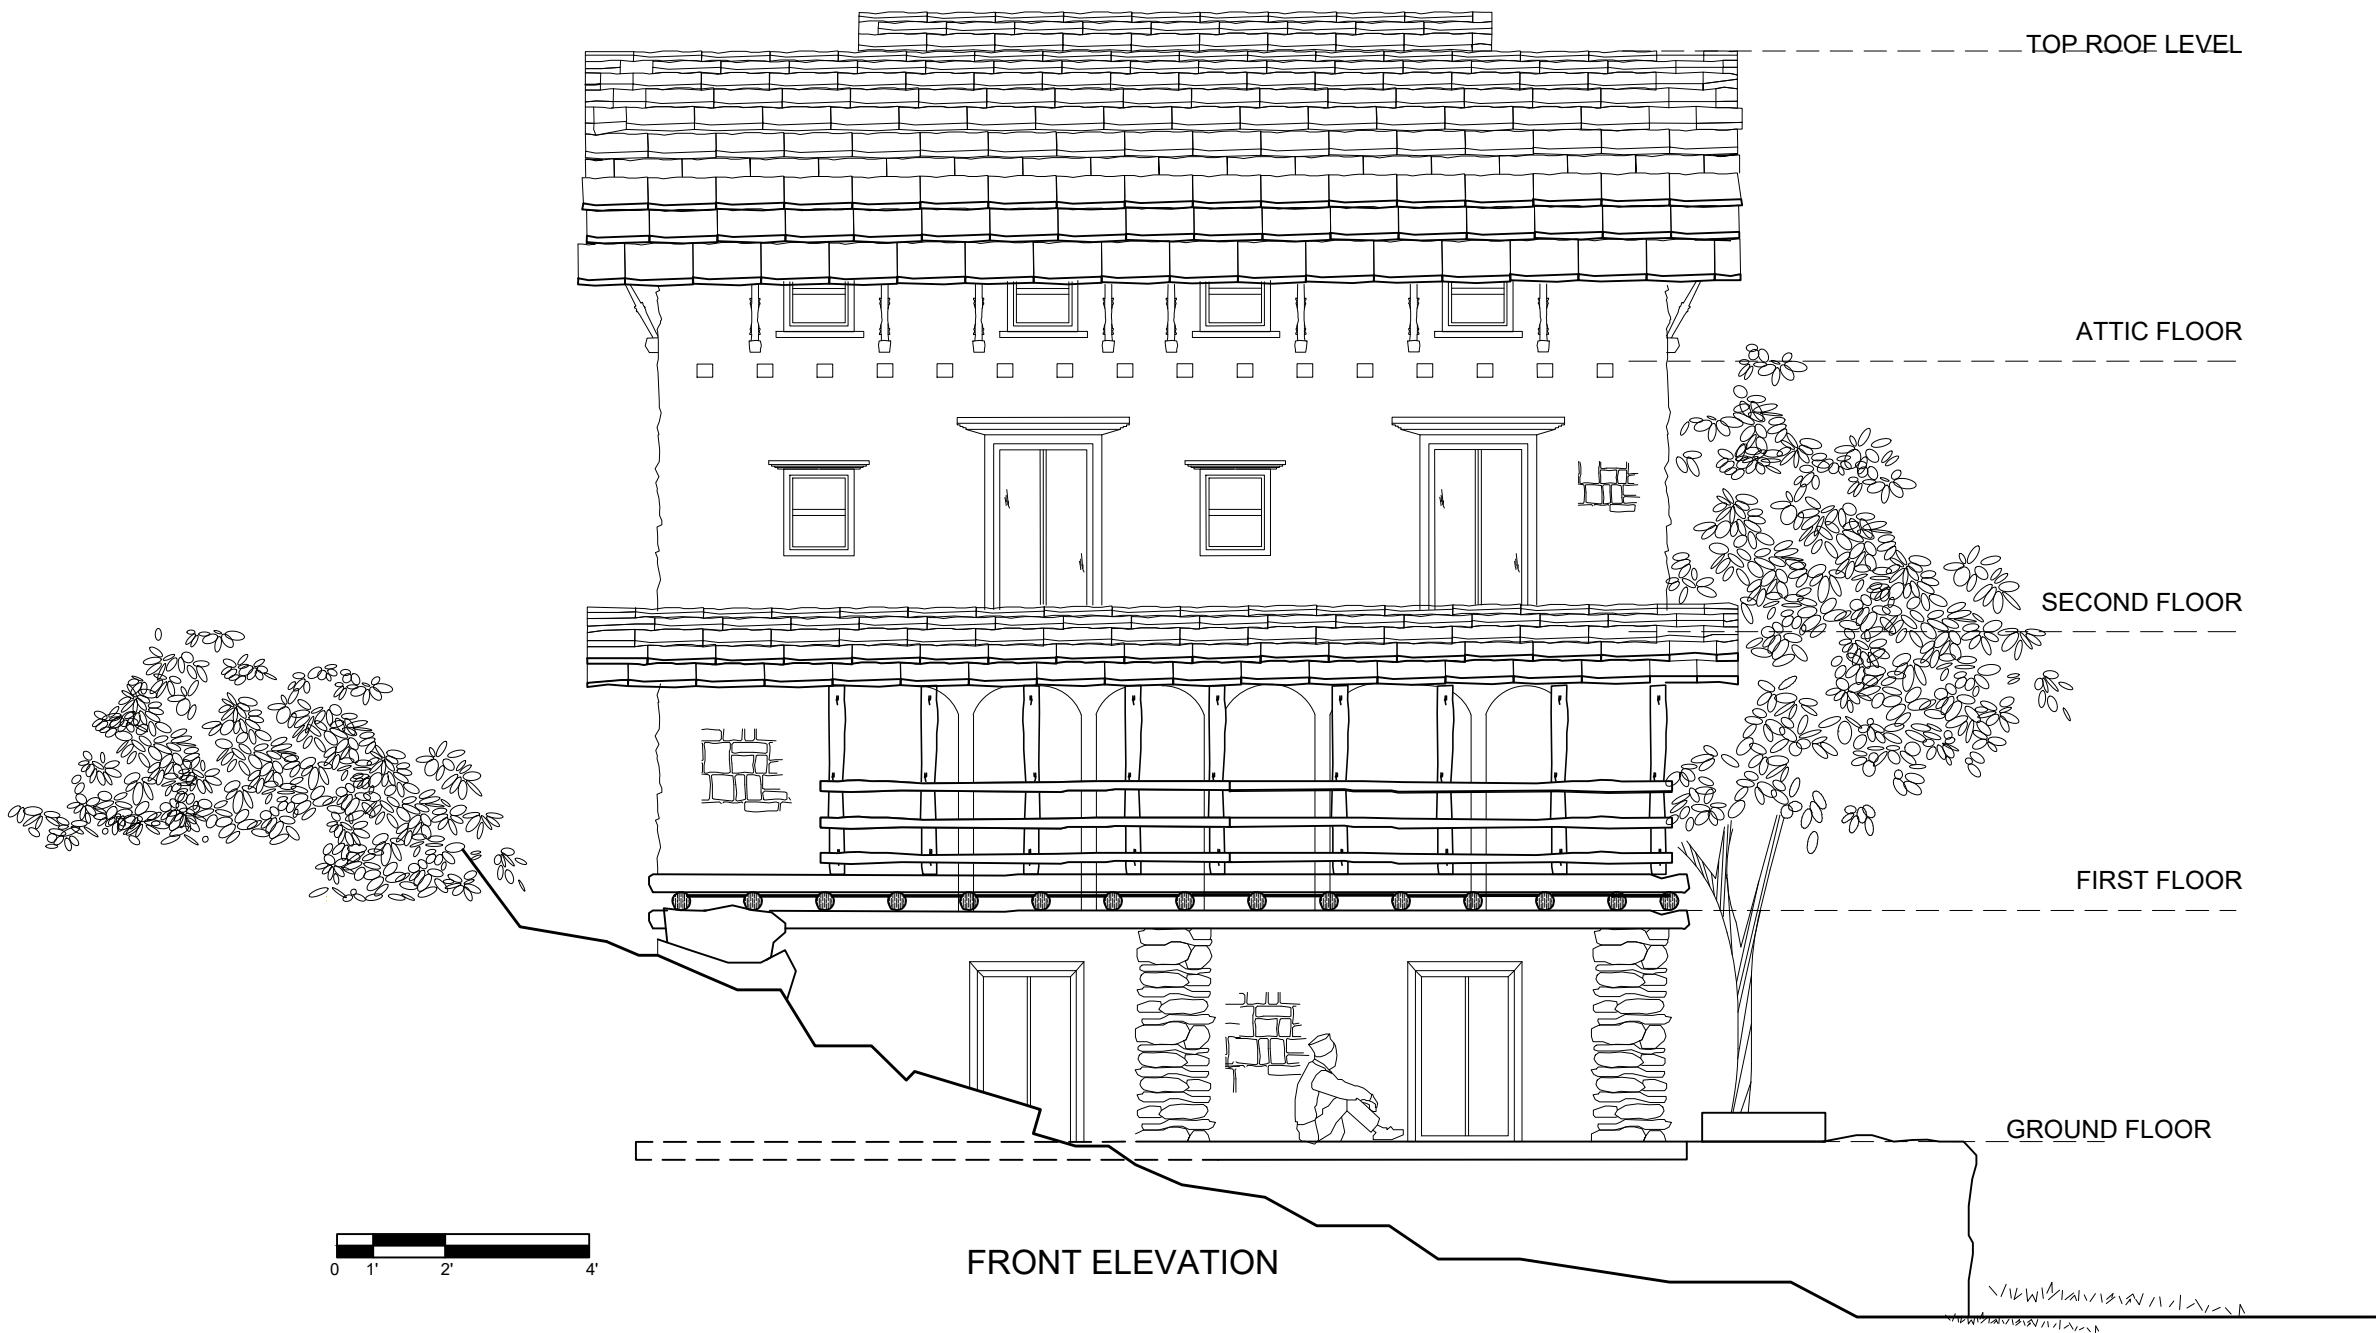 TOP ROOF LEVEL
ATTIC FLOOR
SECOND FLOOR
FIRST FLOOR
GROUND FLOOR
0 1' 2' 4'
FRONT ELEVATION